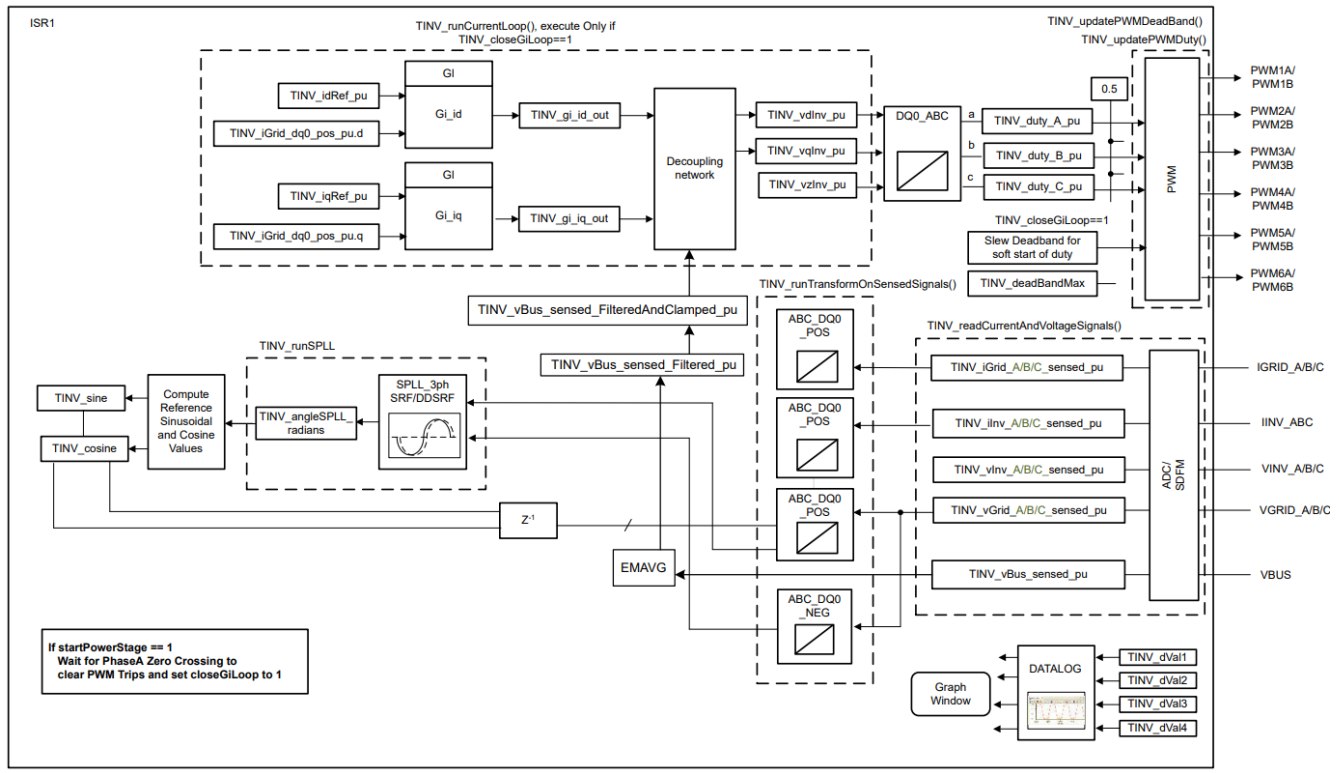 ISR1
TINV_runCurrentLoop(), execute Only if
TINV_closeGiLoop==1
TINV_updatePWMDeadBand()
TINV_updatePWMDuty()
GI
Gi_id
TINV_idRef_pu
TINV_iGrid_dq0_pos_pu.d
TINV_gi_id_out
GI
Gi_iq
TINV_iqRef_pu
TINV_iGrid_dq0_pos_pu.q
TINV_gi_iq_out
Decoupling
network
TINV_vdInv_pu
TINV_vqInv_pu
TINV_vzInv_pu
DQ0_ABC
a
b
c
TINV_duty_A_pu
TINV_duty_B_pu
TINV_duty_C_pu
0.5
TINV_closeGiLoop==1
Slew Deadband for
soft start of duty
TINV_deadBandMax
PWM
PWM1A/
PWM1B
PWM2A/
PWM2B
PWM3A/
PWM3B
PWM4A/
PWM4B
PWM5A/
PWM5B
PWM6A/
PWM6B
TINV_vBus_sensed_FilteredAndClamped_pu
TINV_vBus_sensed_Filtered_pu
TINV_runTransformOnSensedSignals()
ABC_DQ0
_POS
ABC_DQ0
_POS
ABC_DQ0
_POS
ABC_DQ0
_NEG
TINV_readCurrentAndVoltageSignals()
TINV_iGrid_A/B/C_sensed_pu
TINV_iInv_A/B/C_sensed_pu
TINV_vInv_A/B/C_sensed_pu
TINV_vGrid_A/B/C_sensed_pu
TINV_vBus_sensed_pu
ADC/
SDFM
IGRID_A/B/C
IINV_ABC
VINV_A/B/C
VGRID_A/B/C
VBUS
TINV_runSPLL
SPLL_3ph
SRF/DDSRF
TINV_angleSPLL_
radians
Compute
Reference
Sinusoidal
and Cosine
Values
TINV_sine
TINV_cosine
Z-1
EMAVG
If startPowerStage == 1
Wait for PhaseA Zero Crossing to
clear PWM Trips and set closeGiLoop to 1
Graph
Window
DATALOG
TINV_dVal1
TINV_dVal2
TINV_dVal3
TINV_dVal4